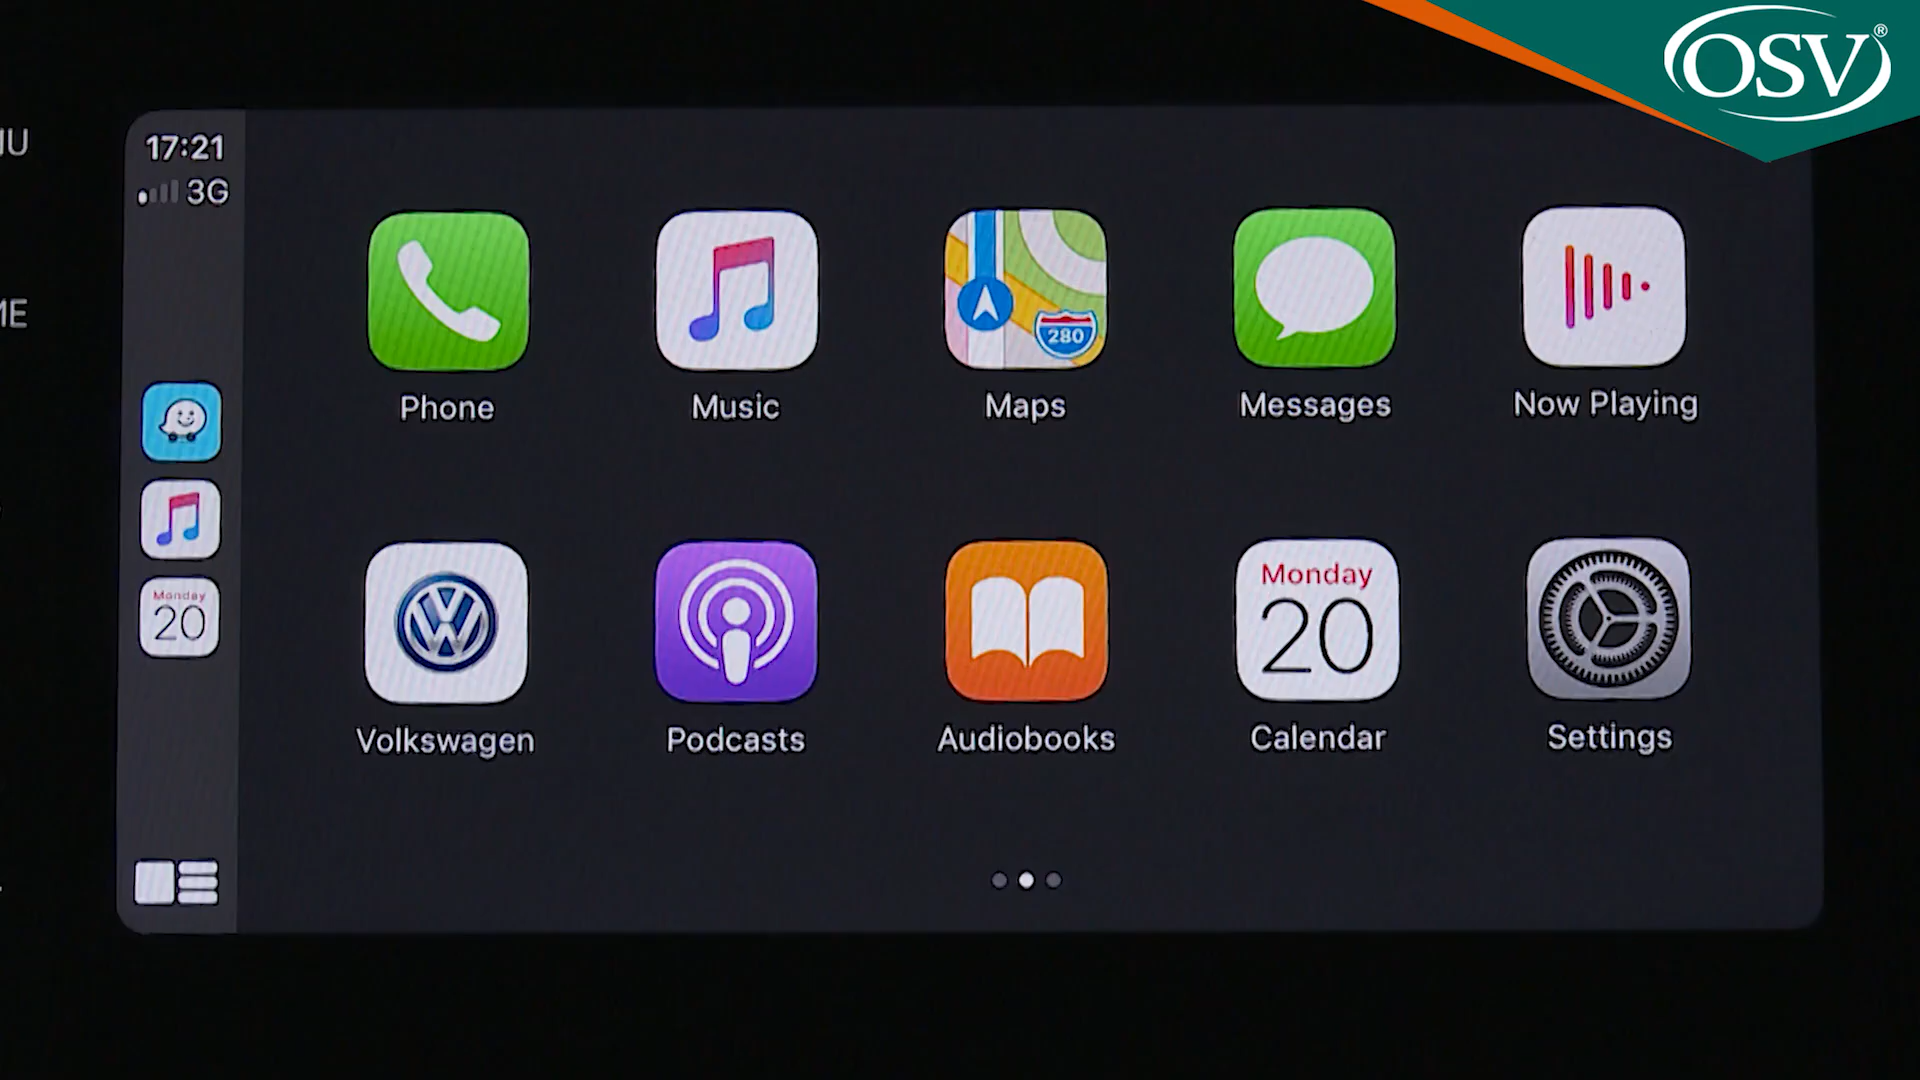 OSV®
17:21
3G
280
Phone
Music
Maps
Messages
Now Playing
Monday
20
Monday
20
Volkswagen
Podcasts
Audiobooks
Calendar
Settings